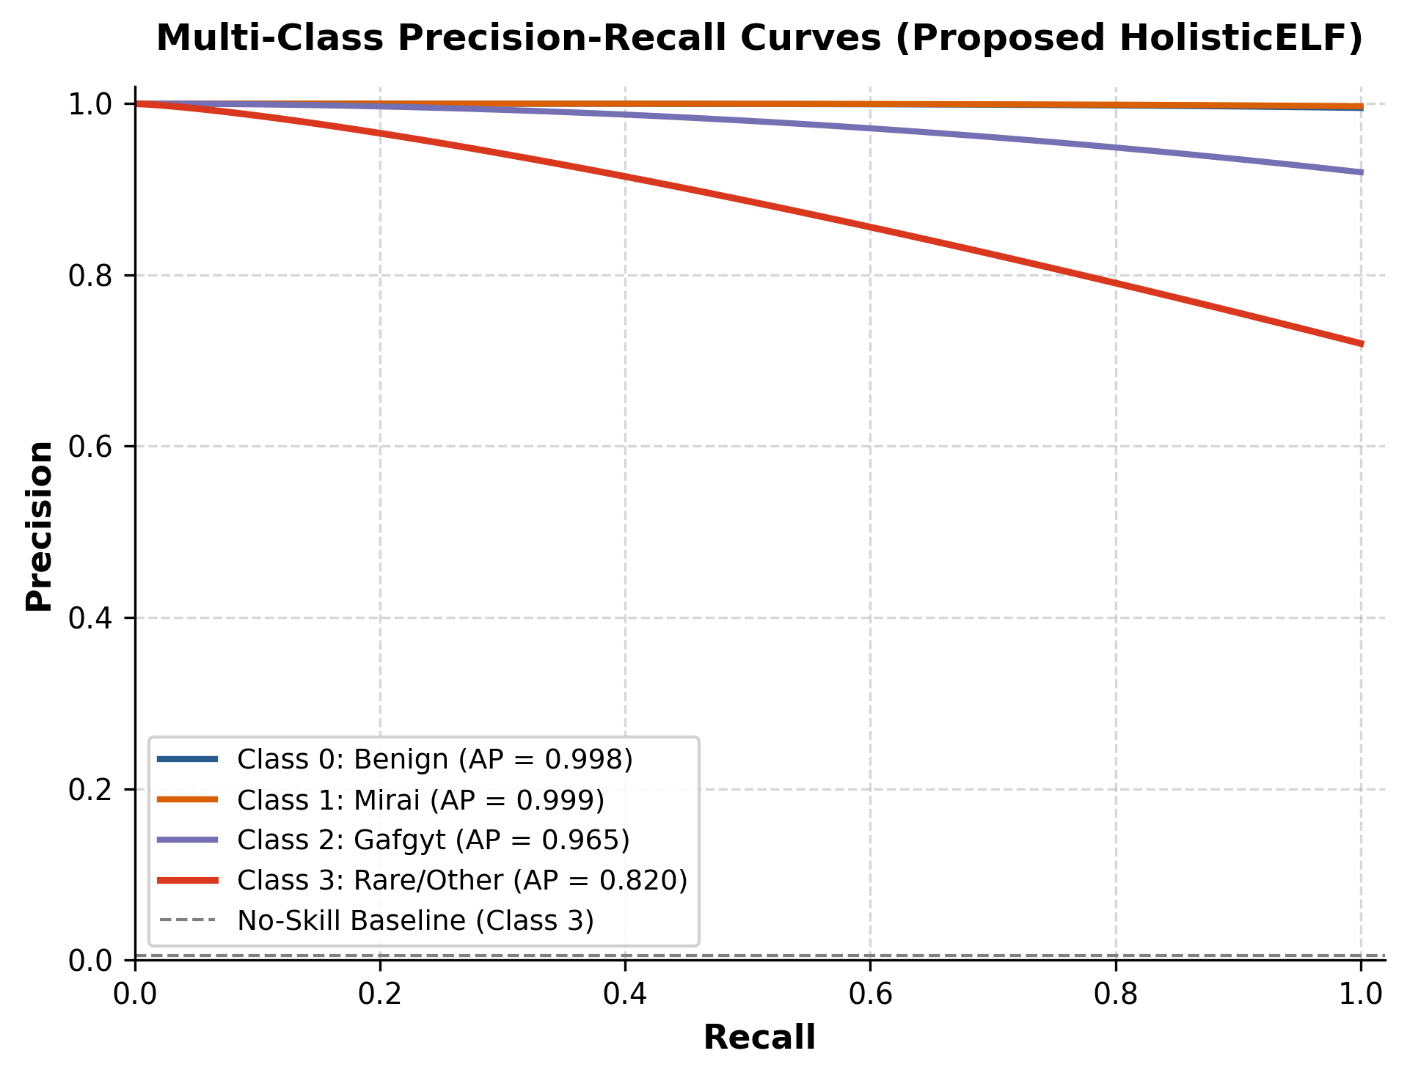 Multi-Class Precision-Recall Curves (Proposed HolisticELF)
1.0
0.8
0.6
0.4
0.2
0.0
Precision
Class 0: Benign (AP = 0.998)
Class 1: Mirai (AP = 0.999)
Class 2: Gafgyt (AP = 0.965)
Class 3: Rare/Other (AP = 0.820)
No-Skill Baseline (Class 3)
0.0 0.2 0.4 0.6 0.8 1.0
Recall